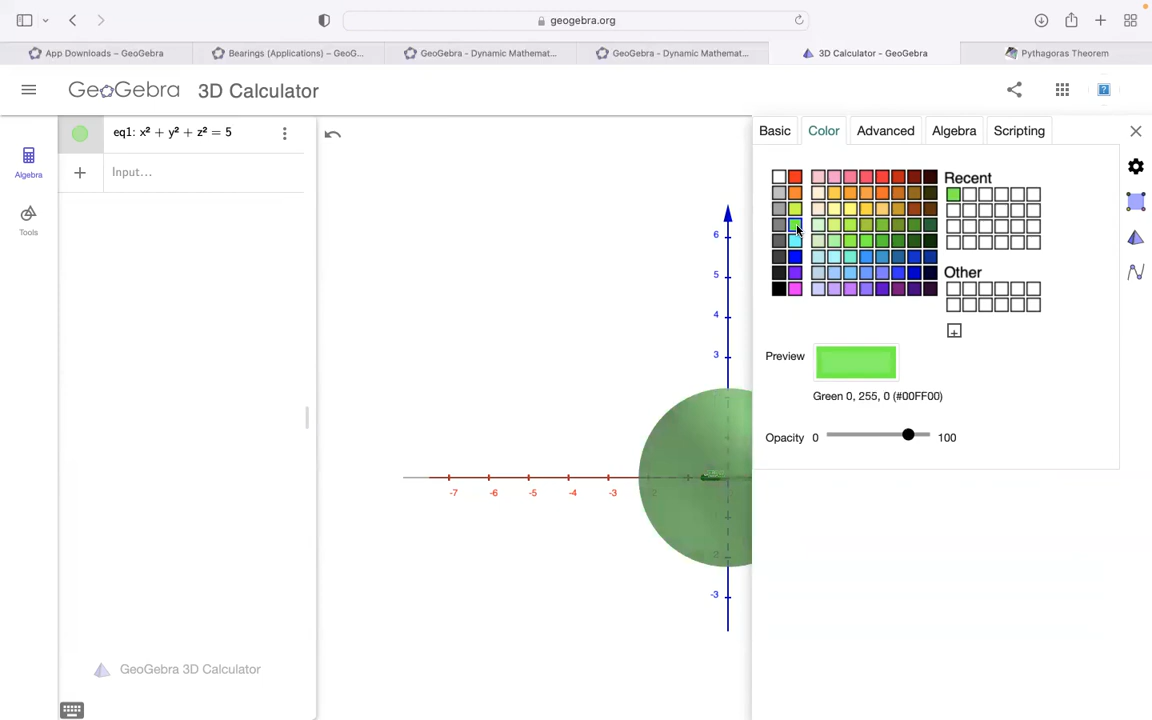 geogebra.org
App Downloads – GeoGebra
Bearings (Applications) – GeoG...
GeoGebra - Dynamic Mathemat...
GeoGebra - Dynamic Mathemat...
3D Calculator – GeoGebra
Pythagoras Theorem
GeoGebra 3D Calculator
Basic Color Advanced Algebra Scripting
eq1: x² + y² + z² = 5
Input...
Algebra
Tools
Recent
Other
Preview
Green 0, 255, 0 (#00FF00)
Opacity 0 100
6
5
4
3
-7 -6 -5 -4 -3
-3
GeoGebra 3D Calculator